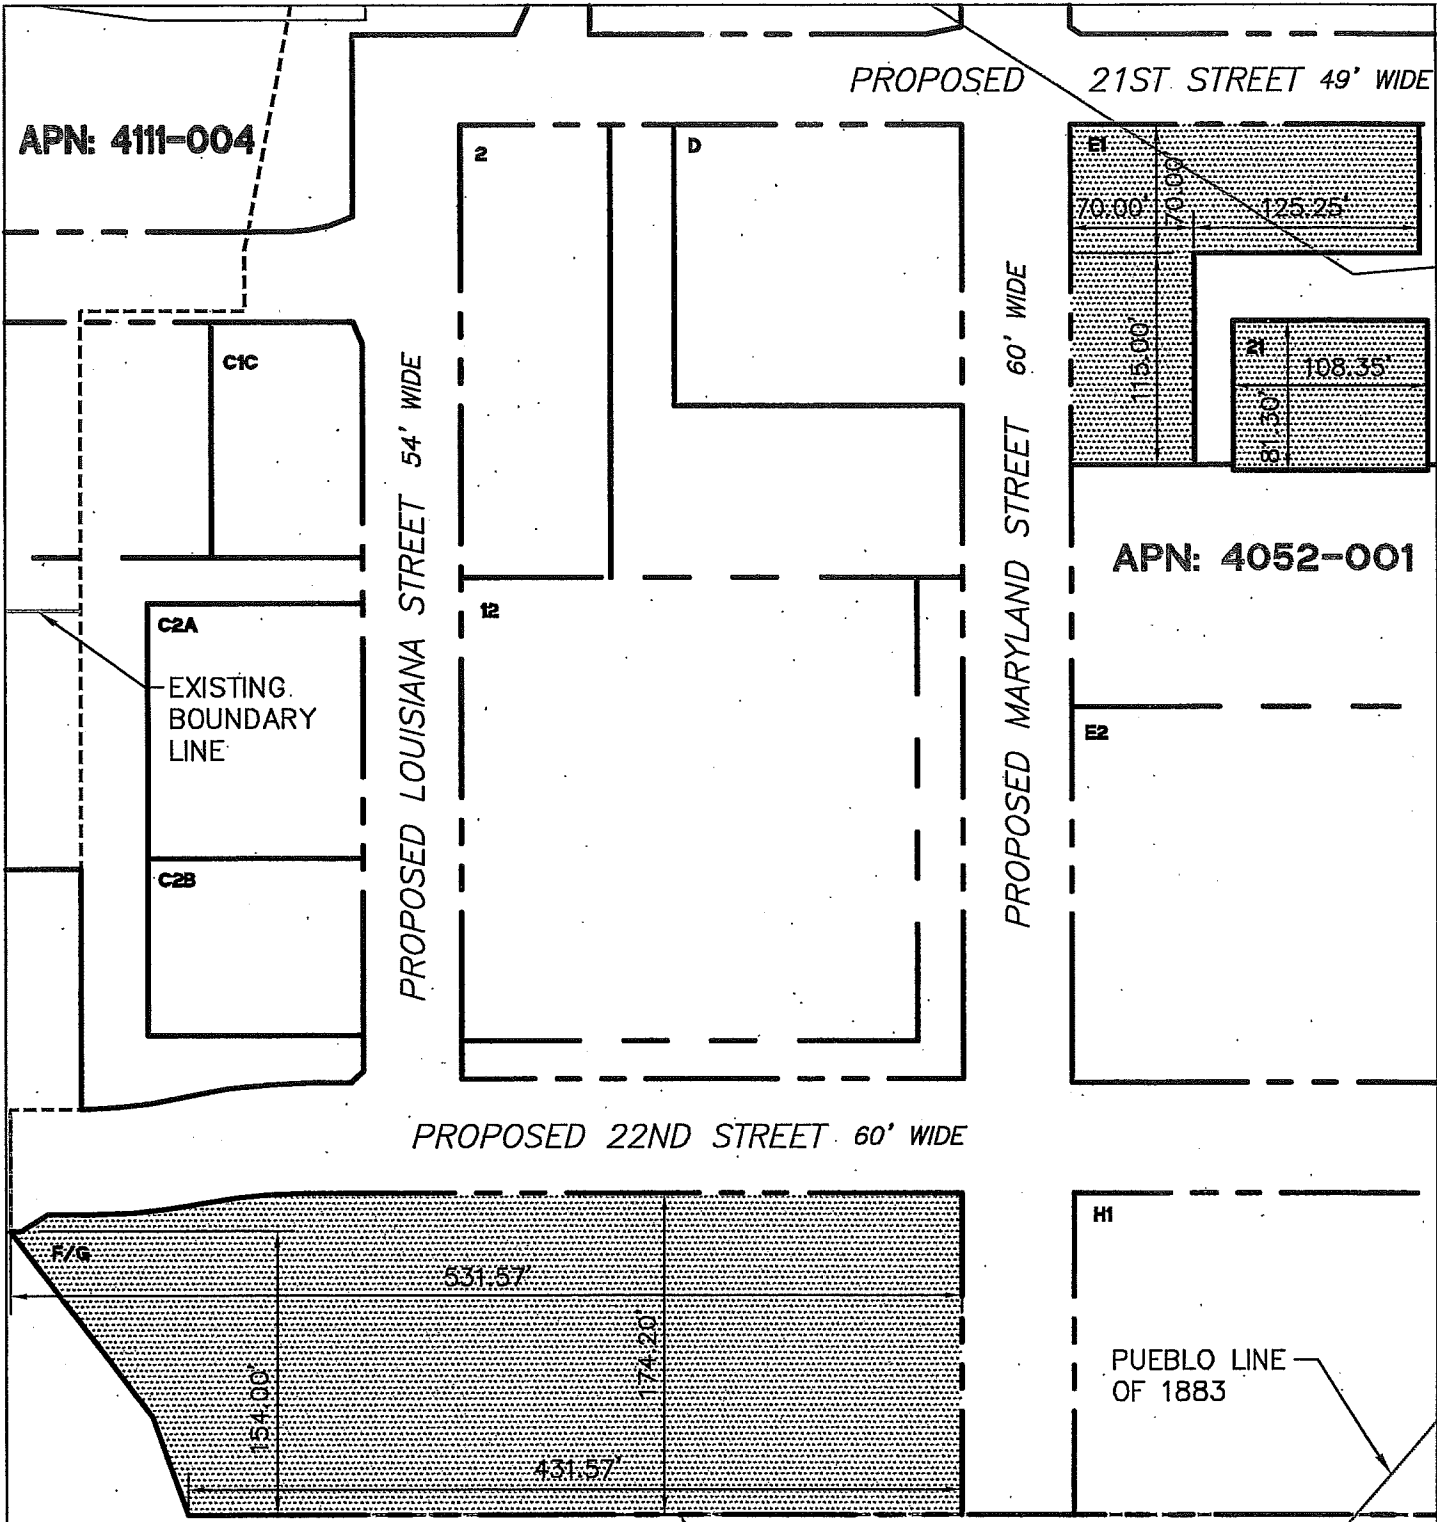 PROPOSED 21ST STREET 49' WIDE
APN: 4111-004
2
D
E1
70.00'
70.00'
125.25'
115.00'
21
108.35'
81.30'
C1C
PROPOSED LOUISIANA STREET 54' WIDE
PROPOSED MARYLAND STREET 60' WIDE
APN: 4052-001
12
C2A
EXISTING
BOUNDARY
LINE
E2
C2B
PROPOSED 22ND STREET 60' WIDE
H1
F/G
531.57'
174.20'
154.00'
431.57'
PUEBLO LINE
OF 1883